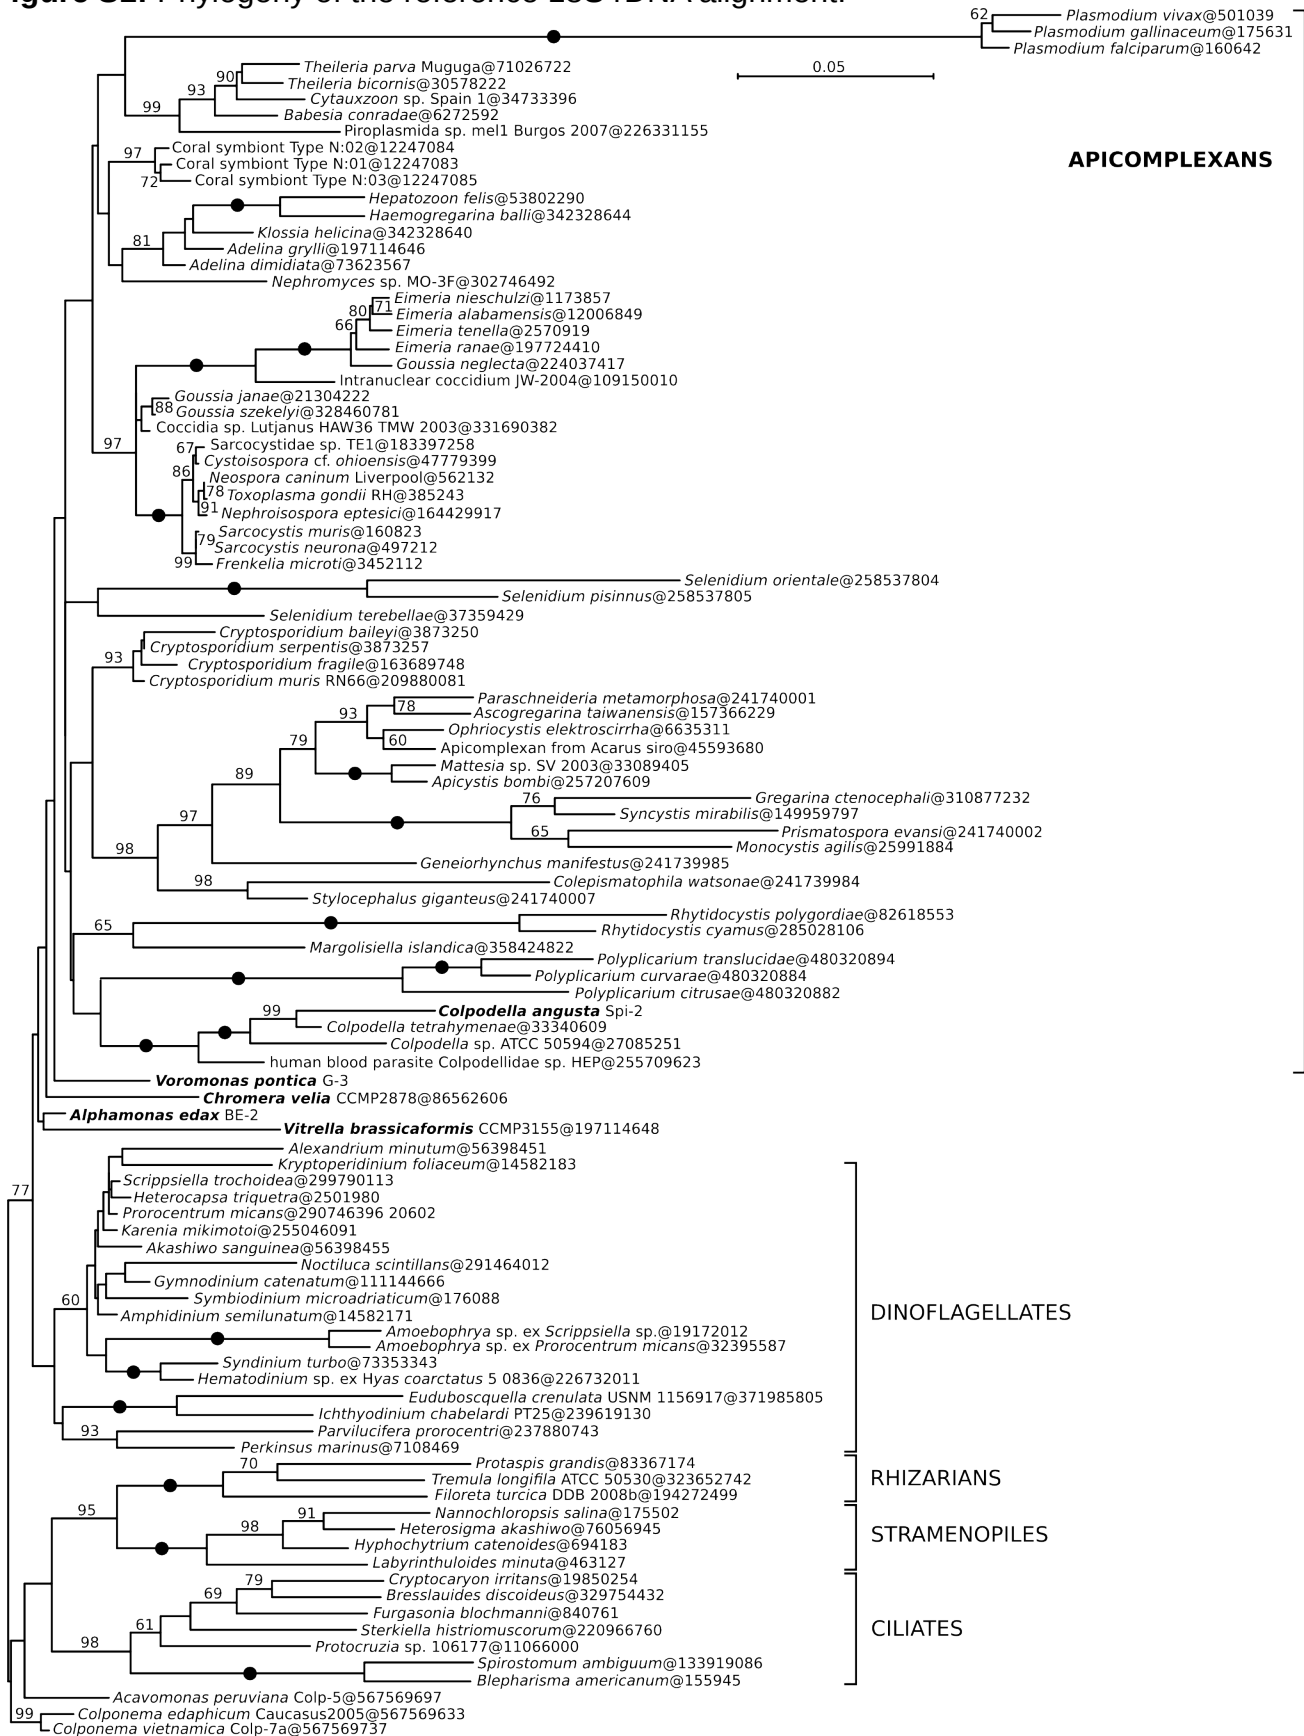 62
Plasmodium vivax@501039
Plasmodium gallinaceum@175631
Plasmodium falciparum@160642
0.05
Theileria parva Muguga@71026722
90
Theileria bicornis@30578222
93
Cytauxzoon sp. Spain 1@34733396
99
Babesia conradae@6272592
Piroplasmida sp. mel1 Burgos 2007@226331155
Coral symbiont Type N:02@12247084
97
Coral symbiont Type N:01@12247083
APICOMPLEXANS
72
Coral symbiont Type N:03@12247085
Hepatozoon felis@53802290
Haemogregarina balli@342328644
Klossia helicina@342328640
81
Adelina grylli@197114646
Adelina dimidiata@73623567
Nephromyces sp. MO-3F@302746492
Eimeria nieschulzi@1173857
80
71
Eimeria alabamensis@12006849
66
Eimeria tenella@2570919
Eimeria ranae@197724410
Goussia neglecta@224037417
Intranuclear coccidium JW-2004@109150010
Goussia janae@21304222
88
Goussia szekelyi@328460781
Coccidia sp. Lutjanus HAW36 TMW 2003@331690382
97
67
Sarcocystidae sp. TE1@183397258
Cystoisospora cf. ohioensis@47779399
86
Neospora caninum Liverpool@562132
78
Toxoplasma gondii RH@385243
91
Nephroisospora eptesici@164429917
Sarcocystis muris@160823
79
Sarcocystis neurona@497212
99
Frenkelia microti@3452112
Selenidium orientale@258537804
Selenidium pisinnus@258537805
Selenidium terebellae@37359429
Cryptosporidium baileyi@3873250
Cryptosporidium serpentis@3873257
93
Cryptosporidium fragile@163689748
Cryptosporidium muris RN66@209880081
Paraschneideria metamorphosa@241740001
93
78
Ascogregarina taiwanensis@157366229
Ophriocystis elektroscirrha@6635311
79
60
Apicomplexan from Acarus siro@45593680
Mattesia sp. SV 2003@33089405
89
Apicystis bombi@257207609
76
Gregarina ctenocephali@310877232
Syncystis mirabilis@149959797
97
65
Prismatospora evansi@241740002
98
Monocystis agilis@25991884
Geneiorhynchus manifestus@241739985
98
Colepismatophila watsonae@241739984
Stylocephalus giganteus@241740007
Rhytidocystis polygordiae@82618553
65
Rhytidocystis cyamus@285028106
Margolisiella islandica@358424822
Polyplicarium translucidae@480320894
Polyplicarium curvarae@480320884
Polyplicarium citrusae@480320882
99
Colpodella angusta Spi-2
Colpodella tetrahymenae@33340609
Colpodella sp. ATCC 50594@27085251
human blood parasite Colpodellidae sp. HEP@255709623
Voromonas pontica G-3
Chromera velia CCMP2878@86562606
Alphamonas edax BE-2
Vitrella brassicaformis CCMP3155@197114648
Alexandrium minutum@56398451
Kryptoperidinium foliaceum@14582183
77
Scrippsiella trochoidea@299790113
Heterocapsa triquetra@2501980
Prorocentrum micans@290746396 20602
Karenia mikimotoi@255046091
Akashiwo sanguinea@56398455
Noctiluca scintillans@291464012
Gymnodinium catenatum@111144666
60
Symbiodinium microadriaticum@176088
Amphidinium semilunatum@14582171
DINOFLAGELLATES
Amoebophrya sp. ex Scrippsiella sp.@19172012
Amoebophrya sp. ex Prorocentrum micans@32395587
Syndinium turbo@73353343
Hematodinium sp. ex Hyas coarctatus 5 0836@226732011
Euduboscquella crenulata USNM 1156917@371985805
Ichthyodinium chabelardi PT25@239619130
93
Parvilucifera prorocentri@237880743
Perkinsus marinus@7108469
70
Protaspis grandis@83367174
Tremula longifila ATCC 50530@323652742
RHIZARIANS
Filoreta turcica DDB 2008b@194272499
95
91
Nannochloropsis salina@175502
98
Heterosigma akashiwo@76056945
STRAMENOPILES
Hyphochytrium catenoides@694183
Labyrinthuloides minuta@463127
79
Cryptocaryon irritans@19850254
69
Bresslauides discoideus@329754432
Furgasonia blochmanni@840761
61
Sterkiella histriomuscorum@220966760
CILIATES
98
Protocruzia sp. 106177@11066000
Spirostomum ambiguum@133919086
Blepharisma americanum@155945
Acavomonas peruviana Colp-5@567569697
99
Colponema edaphicum Caucasus2005@567569633
Colponema vietnamica Colp-7a@567569737